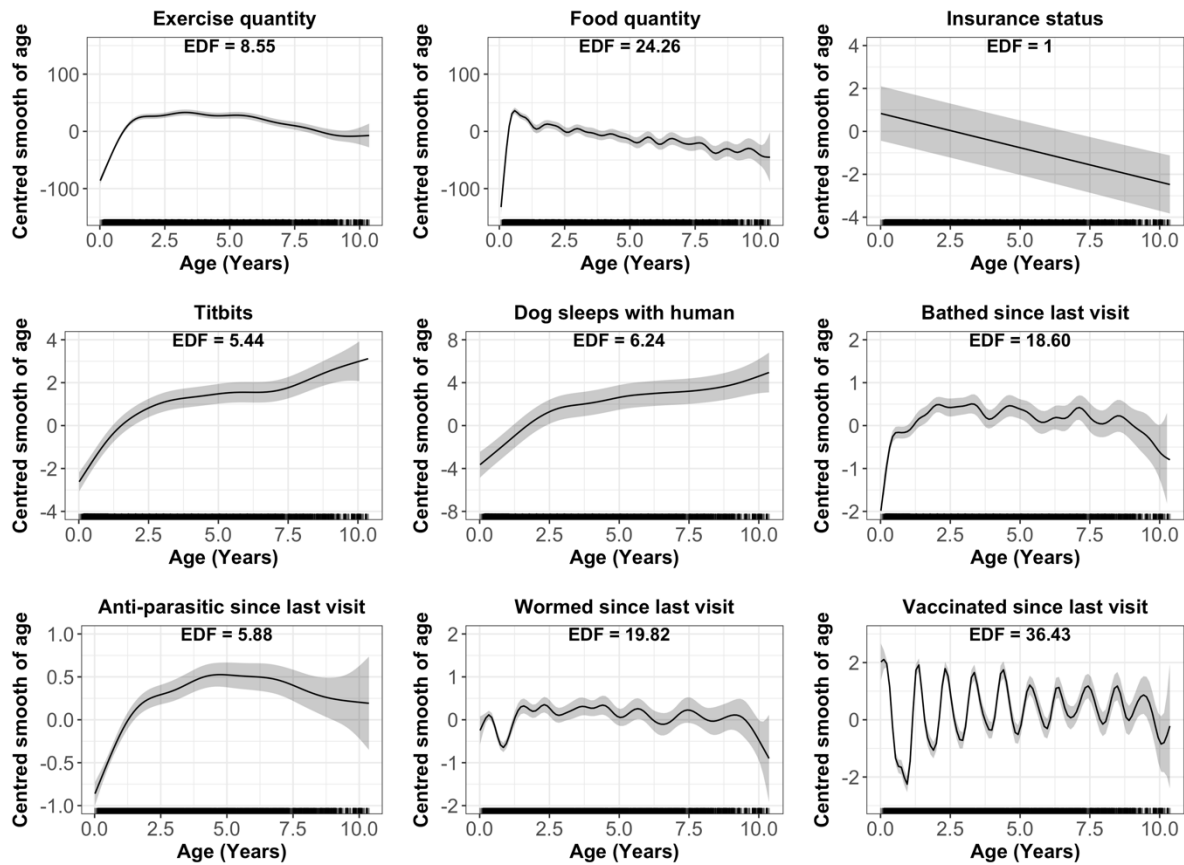 Exercise quantity
EDF = 8.55
Centred smooth of age
100
0
-100
0.0 2.5 5.0 7.5 10.0
Age (Years)
Food quantity
EDF = 24.26
Centred smooth of age
100
0
-100
0.0 2.5 5.0 7.5 10.0
Age (Years)
Insurance status
EDF = 1
Centred smooth of age
4
2
0
-2
-4
0.0 2.5 5.0 7.5 10.0
Age (Years)
Titbits
EDF = 5.44
Centred smooth of age
4
2
0
-2
-4
0.0 2.5 5.0 7.5 10.0
Age (Years)
Dog sleeps with human
EDF = 6.24
Centred smooth of age
8
4
0
-4
-8
0.0 2.5 5.0 7.5 10.0
Age (Years)
Bathed since last visit
EDF = 18.60
Centred smooth of age
2
1
0
-1
-2
0.0 2.5 5.0 7.5 10.0
Age (Years)
Anti-parasitic since last visit
EDF = 5.88
Centred smooth of age
1.0
0.5
0.0
-0.5
-1.0
0.0 2.5 5.0 7.5 10.0
Age (Years)
Wormed since last visit
EDF = 19.82
Centred smooth of age
2
1
0
-1
-2
0.0 2.5 5.0 7.5 10.0
Age (Years)
Vaccinated since last visit
EDF = 36.43
Centred smooth of age
2
0
-2
0.0 2.5 5.0 7.5 10.0
Age (Years)